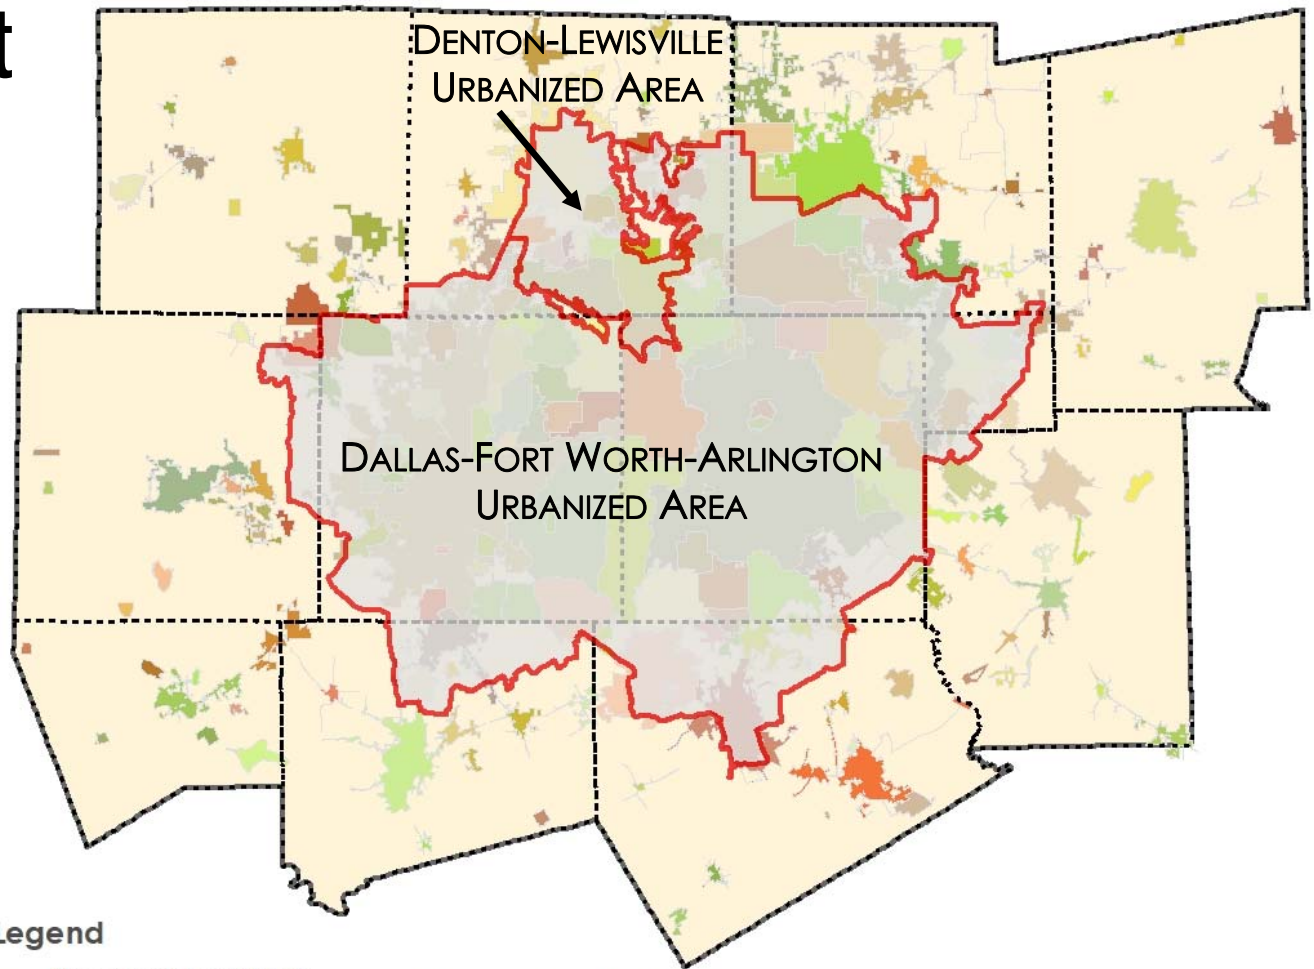 t
DENTON-LEWISVILLE
URBANIZED AREA
DALLAS-FORT WORTH-ARLINGTON
URBANIZED AREA
Legend